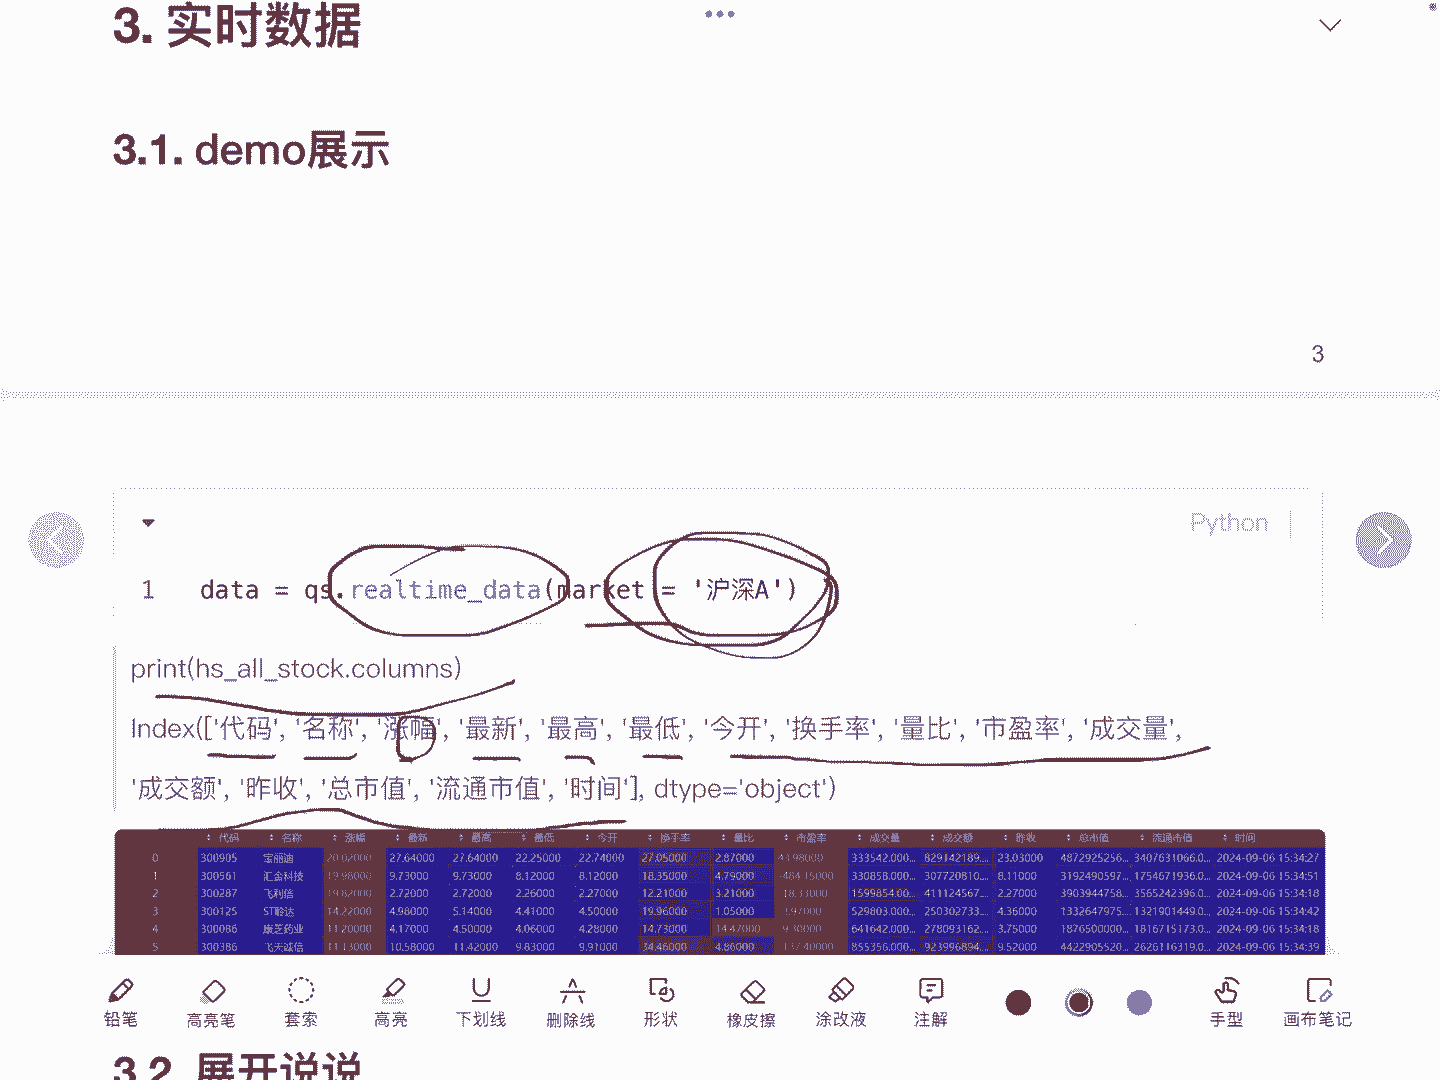 3. 实时数据
3.1. demo展示
3
Python
1 data = qs.realtime_data(market = '沪深A')
print(hs_all_stock.columns)
Index(['代码', '名称', '涨幅', '最新', '最高', '最低', '今开', '换手率', '量比', '市盈率', '成交量',
'成交额', '昨收', '总市值', '流通市值', '时间'], dtype='object')
代码 名称 涨幅 最新 最高 最低 今开 换手率 量比 市盈率 成交量 成交额 昨收 总市值 流通市值 时间
0 300905 宝丽迪 20.02000 27.64000 27.64000 22.25000 22.74000 27.05000 2.87000 43.98000 333542.000... 829142189... 23.03000 4872925256... 3407631066.0... 2024-09-06 15:34:27
1 300561 汇金科技 19.98000 9.73000 9.73000 8.12000 8.12000 18.35000 4.79000 -484.15000 330858.000... 307720810... 8.11000 3192490597... 1754671936.0... 2024-09-06 15:34:51
2 300287 飞利信 19.82000 2.72000 2.72000 2.26000 2.27000 12.21000 3.21000 -18.33000 1599854.00... 411124567... 2.27000 3903944758... 3565242396.0... 2024-09-06 15:34:18
3 300125 ST聆达 14.22000 4.98000 5.14000 4.41000 4.50000 19.96000 1.05000 529803.000... 250302733... 4.36000 1332647975... 1321901449.0... 2024-09-06 15:34:42
4 300086 康芝药业 11.20000 4.17000 4.50000 4.06000 4.28000 14.73000 14.47000 641642.000... 278093162... 3.75000 1876500000... 1816715173.0... 2024-09-06 15:34:18
5 300386 飞天诚信 11.13000 10.58000 11.42000 9.83000 9.91000 34.46000 4.86000 855356.000... 923996894... 9.52000 4422905520... 2626116319.0... 2024-09-06 15:34:39
铅笔 高亮笔 套索 高亮 下划线 删除线 形状 橡皮擦 涂改液 注解 手型 画布笔记
3.2. 展开说说